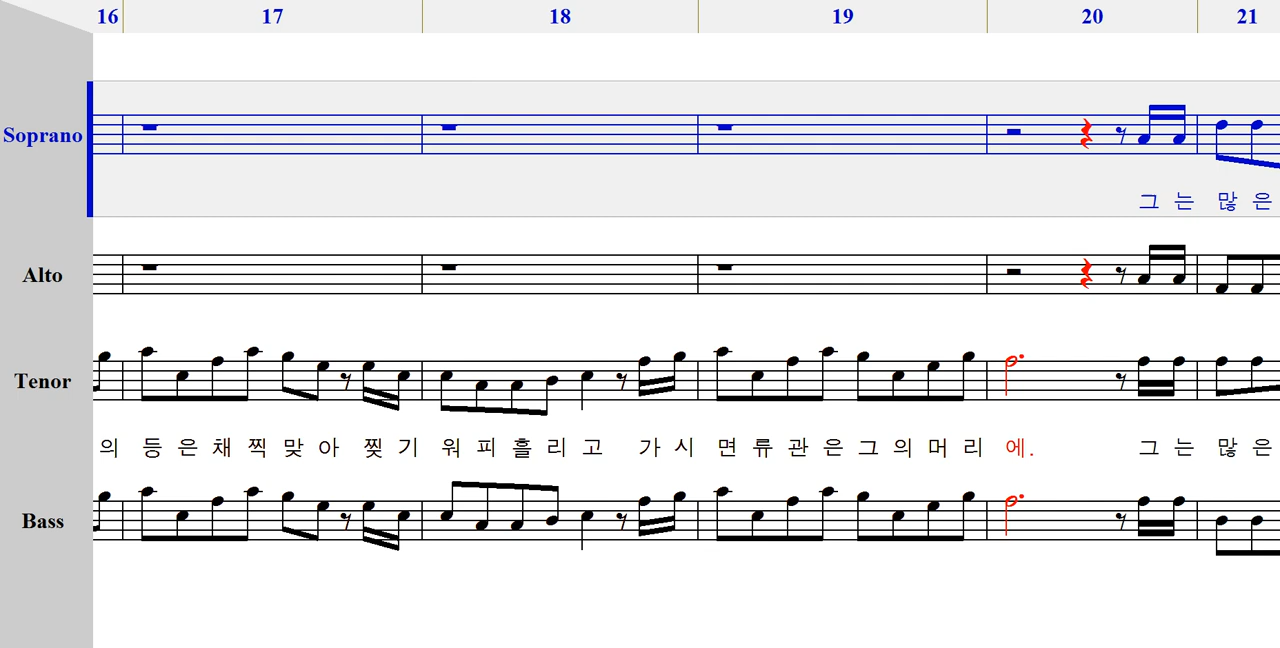 16 17 18 19 20 21
Soprano
그 는 많 은
Alto
Tenor
의 등 은 채 찍 맞 아 찢 기 워 피 흘 리 고 가 시 면 류 관 은 그 의 머 리 에. 그 는 많 은
Bass